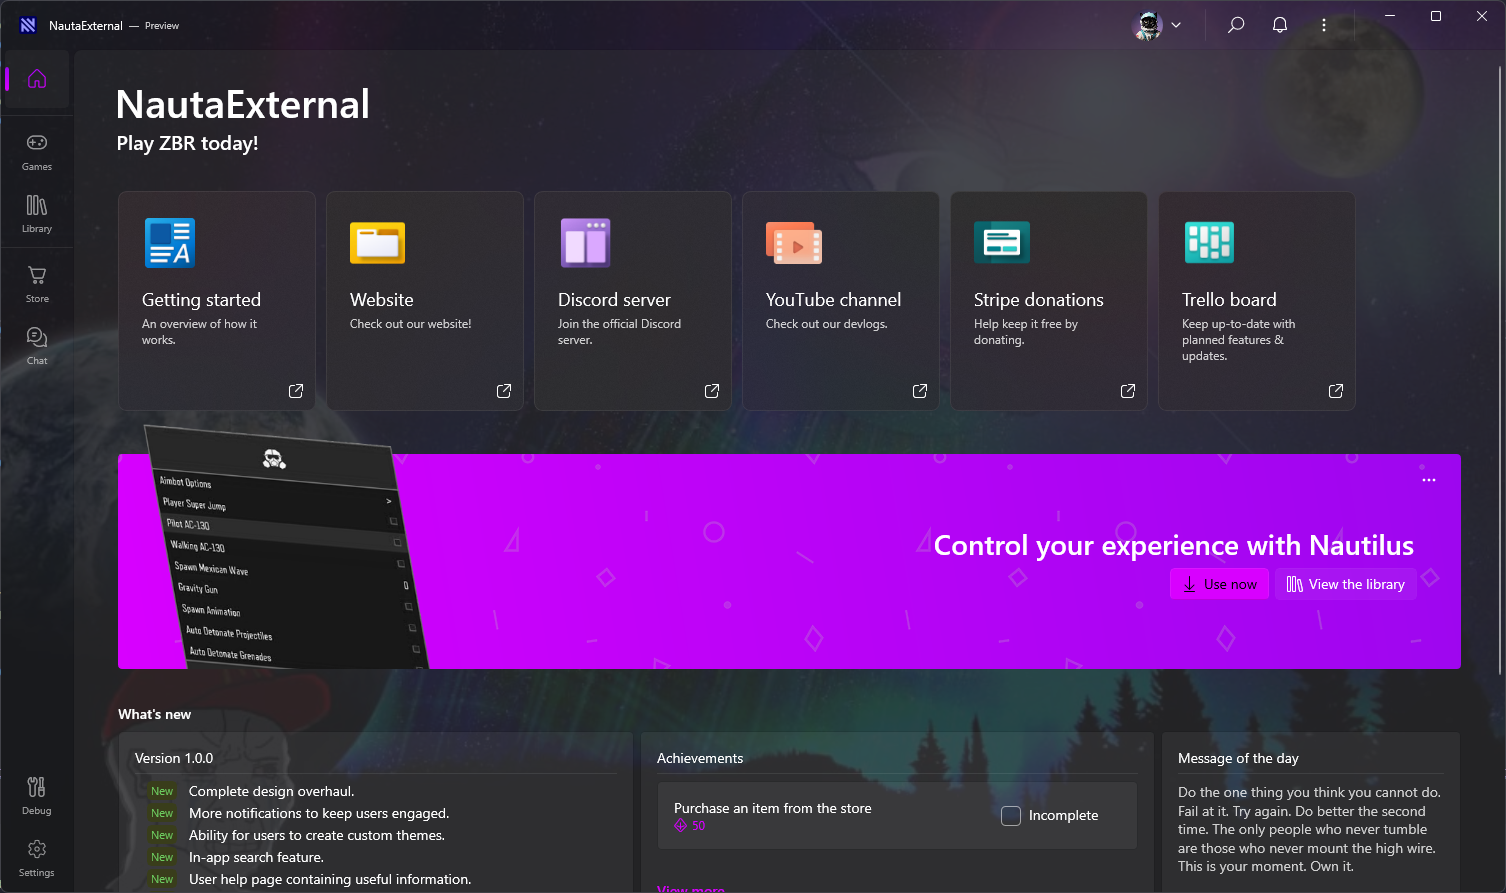 NautaExternal — Preview
NautaExternal
Play ZBR today!
Games
Library
Store
Chat
Debug
Settings
Getting started
An overview of how it
works.
Website
Check out our website!
Discord server
Join the official Discord
server.
YouTube channel
Check out our devlogs.
Stripe donations
Help keep it free by
donating.
Trello board
Keep up-to-date with
planned features &
updates.
Aimbot Options
Player Super Jump
Pilot AC-130
Walking AC-130
Spawn Mexican Wave
Gravity Gun
Spawn Animation
Auto Detonate Projectiles
Auto Detonate Grenades
Control your experience with Nautilus
Use now
View the library
What's new
Version 1.0.0
New Complete design overhaul.
New More notifications to keep users engaged.
New Ability for users to create custom themes.
New In-app search feature.
New User help page containing useful information.
Achievements
Purchase an item from the store
50
Incomplete
View more
Message of the day
Do the one thing you think you cannot do.
Fail at it. Try again. Do better the second
time. The only people who never tumble
are those who never mount the high wire.
This is your moment. Own it.